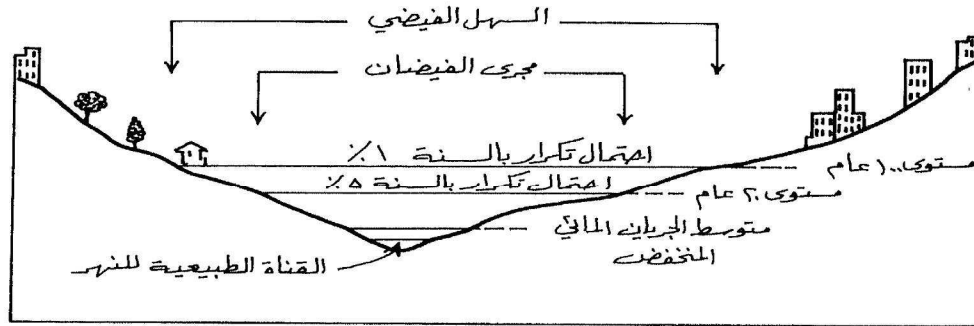 السهل الفيضي
مجرى الفيضان
احتمال تكرار بالسنة ١٪
مستوى ١٠٠ عام
احتمال تكرار بالسنة ٥٪
مستوى ٢٠ عام
متوسط الجريان المائي
المنخفض
القناة الطبيعية للنهر